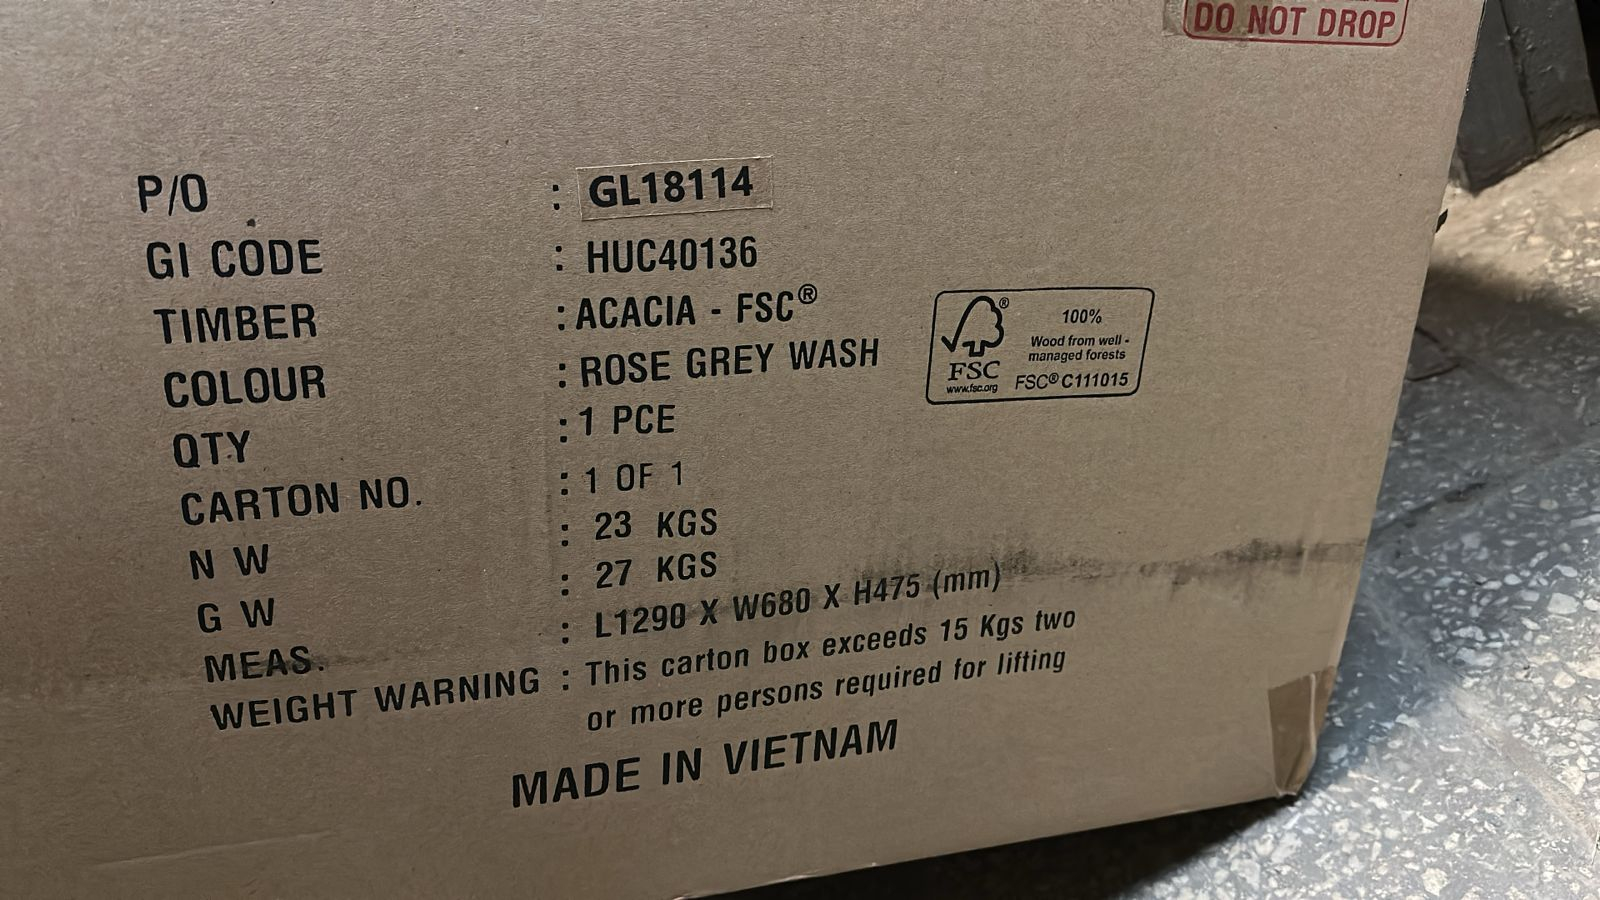 DO NOT DROP
P/O : GL18114
GI CODE : HUC40136
TIMBER : ACACIA - FSC®
COLOUR : ROSE GREY WASH
QTY : 1 PCE
CARTON NO. : 1 OF 1
N W : 23 KGS
G W : 27 KGS
MEAS. : L1290 X W680 X H475 (mm)
WEIGHT WARNING : This carton box exceeds 15 Kgs two
or more persons required for lifting
MADE IN VIETNAM
®
FSC
www.fsc.org
100%
Wood from well-
managed forests
FSC® C111015